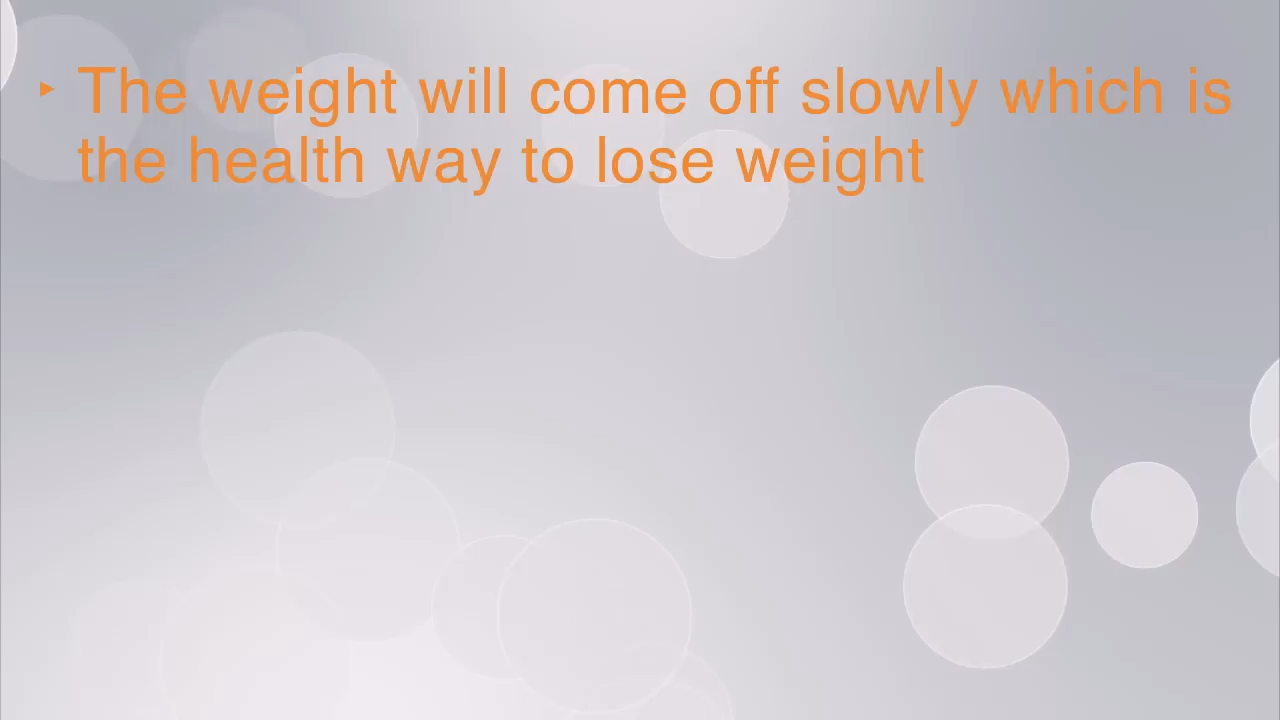 ‣ The weight will come off slowly which is
the health way to lose weight